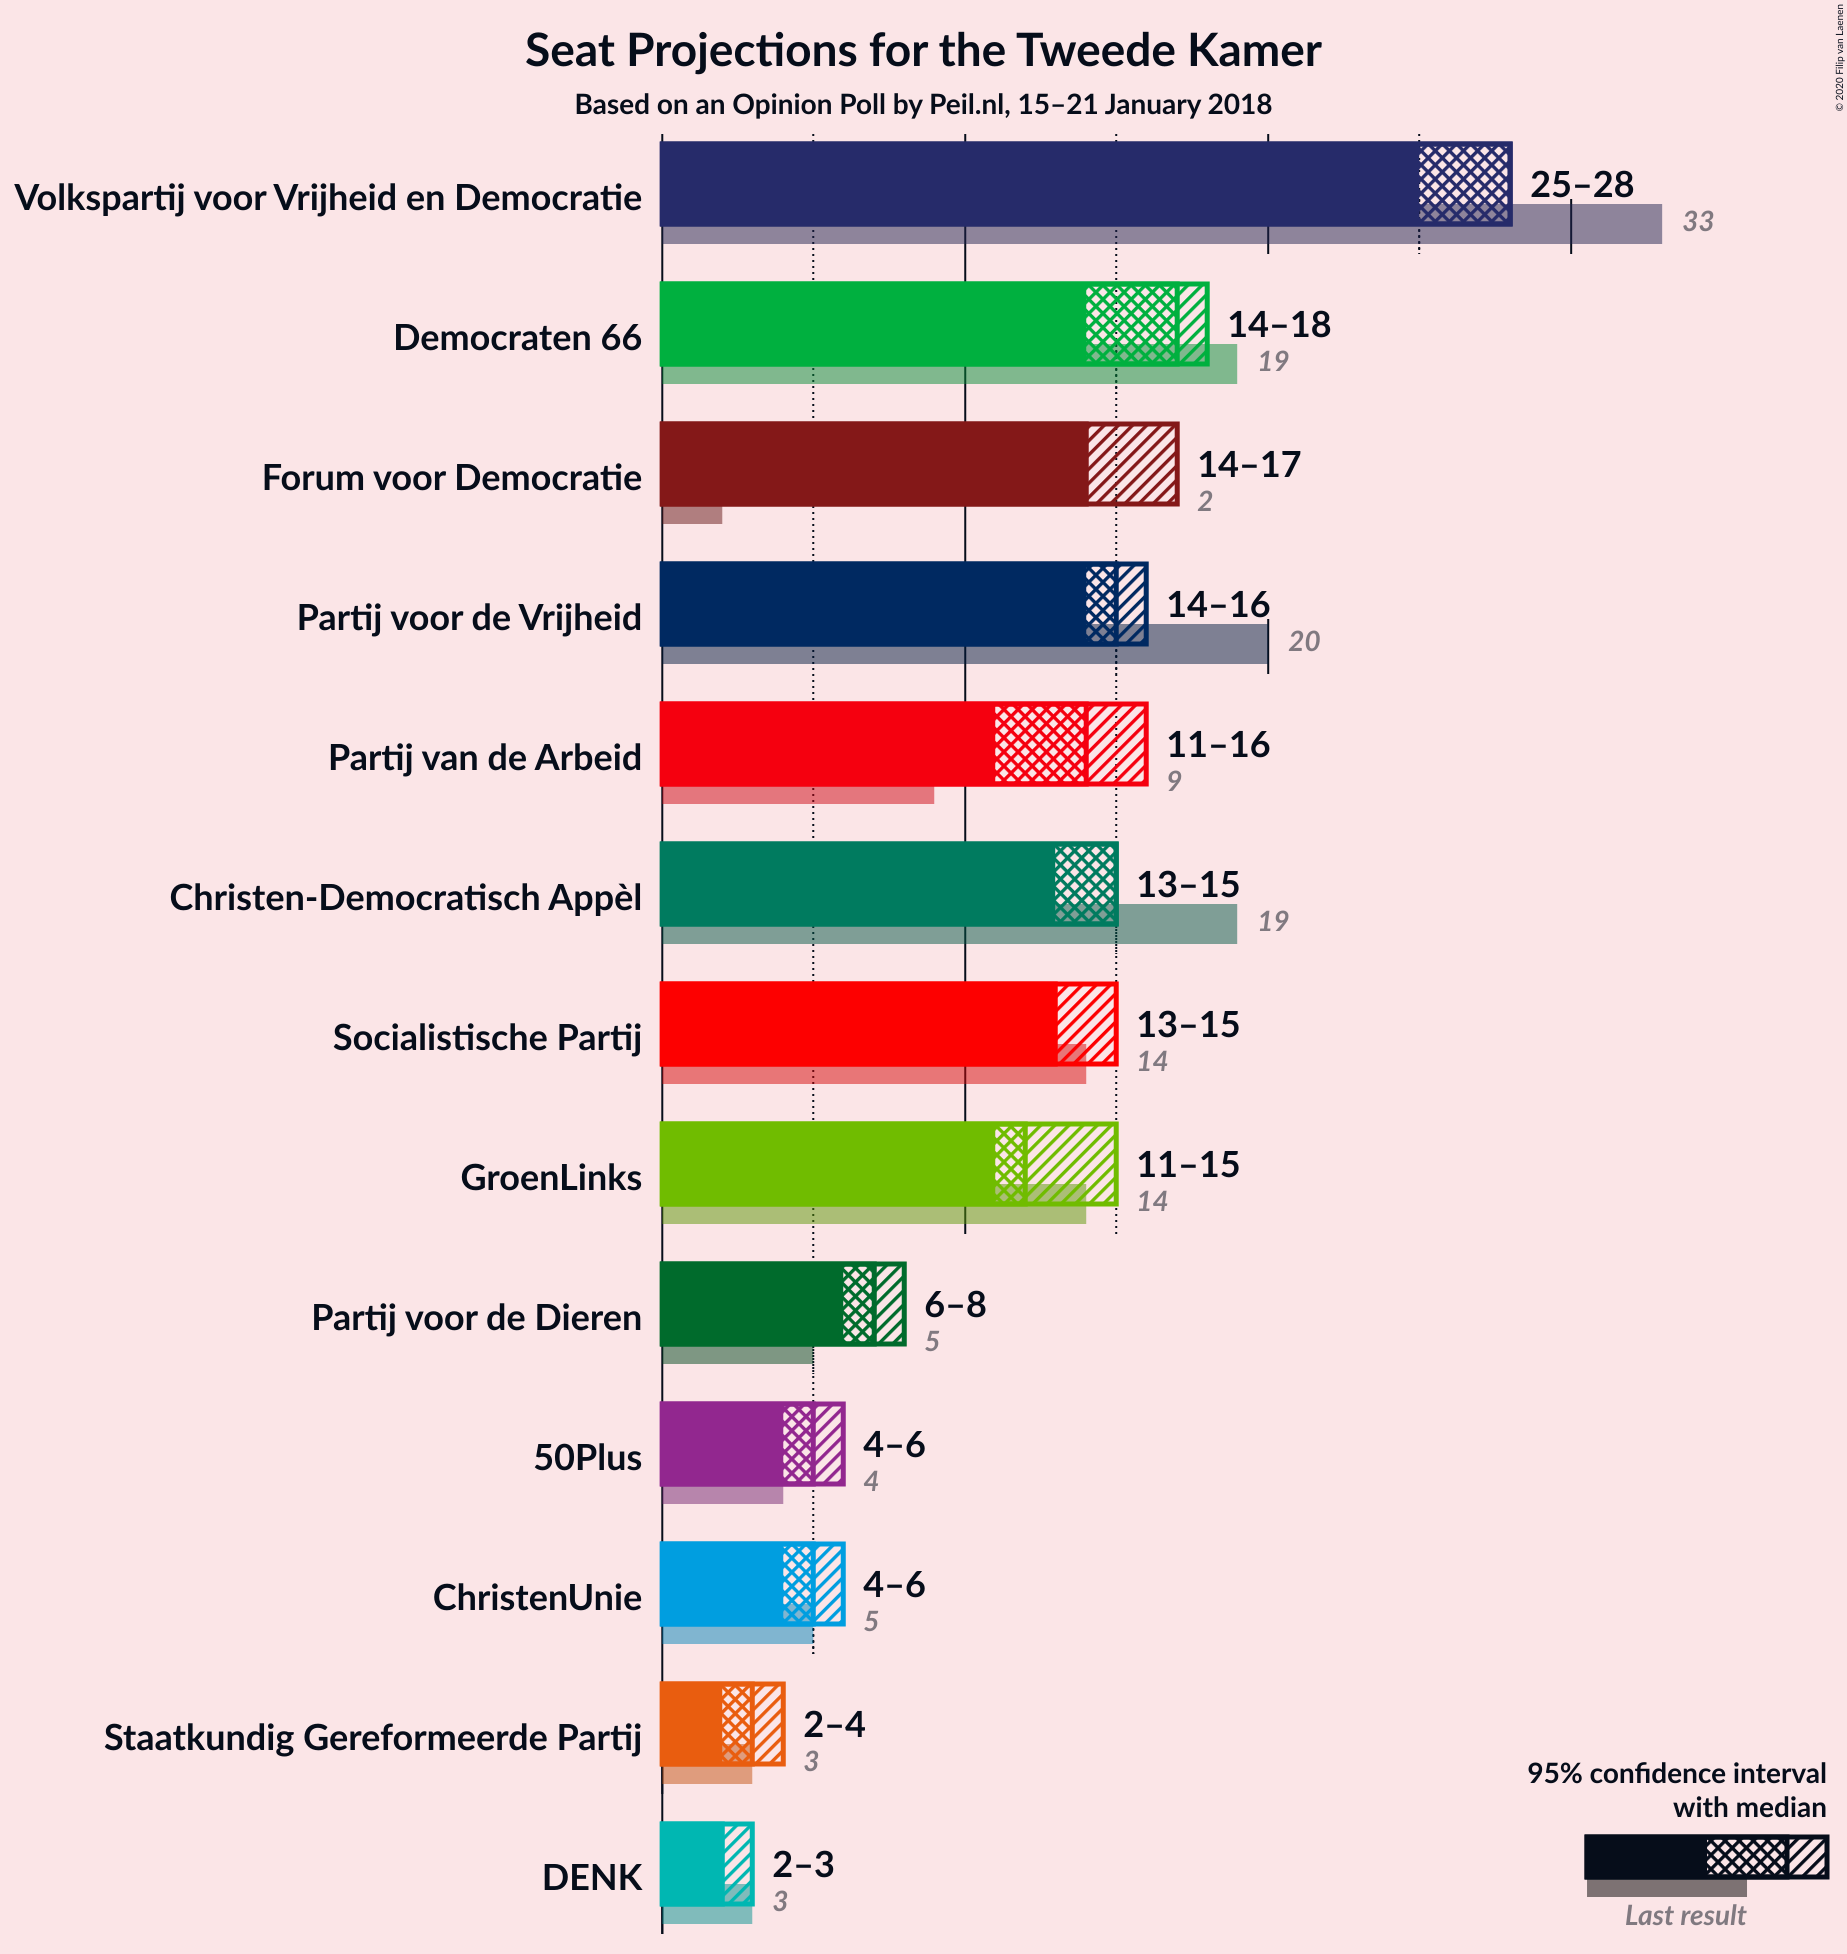 Seat Projections for the Tweede Kamer
Based on an Opinion Poll by Peil.nl, 15–21 January 2018
© 2020 Filip van Laenen
Volkspartij voor Vrijheid en Democratie
25–28
33
Democraten 66
14–18
19
Forum voor Democratie
14–17
2
Partij voor de Vrijheid
14–16
20
Partij van de Arbeid
11–16
9
Christen-Democratisch Appèl
13–15
19
Socialistische Partij
13–15
14
GroenLinks
11–15
14
Partij voor de Dieren
6–8
5
50Plus
4–6
4
ChristenUnie
4–6
5
Staatkundig Gereformeerde Partij
2–4
3
DENK
2–3
3
95% confidence interval
with median
Last result